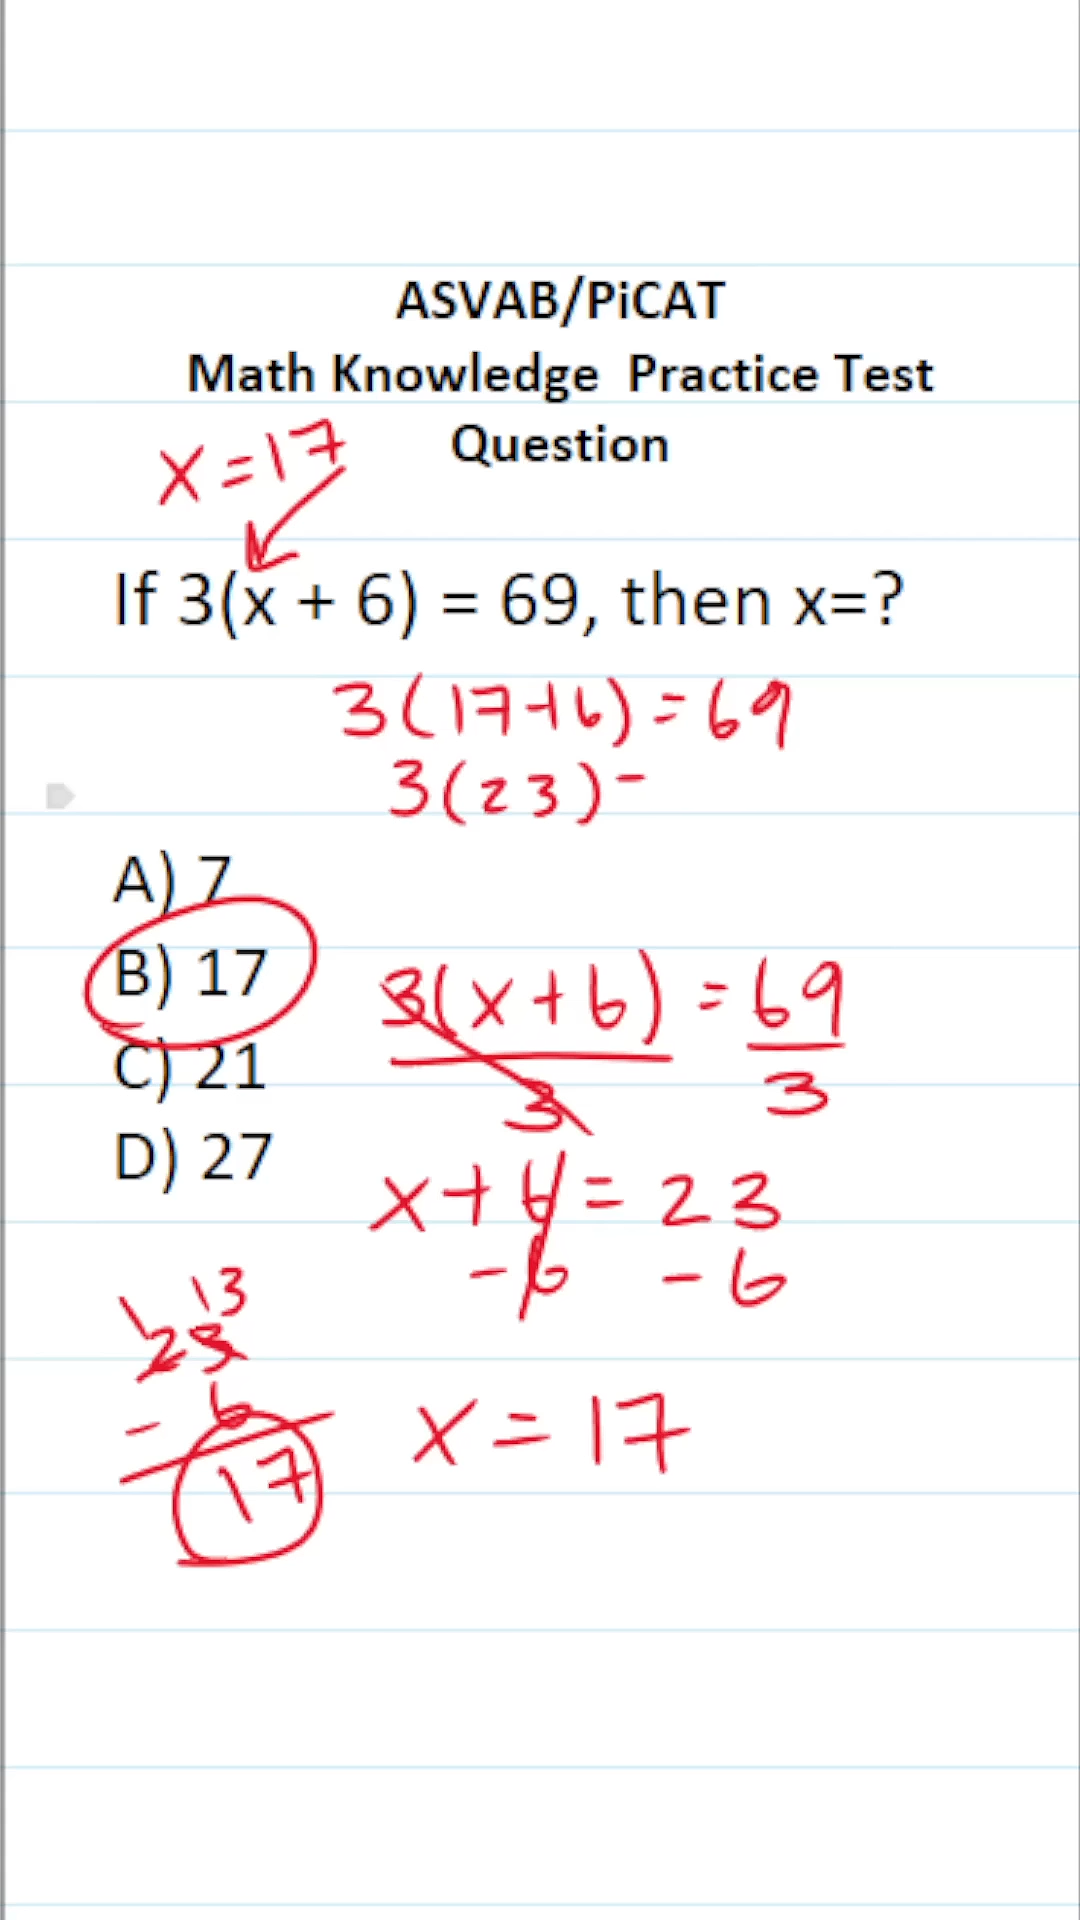 ASVAB/PiCAT
Math Knowledge Practice Test
Question
x=17
If 3(x + 6) = 69, then x=?
3(17+6)=69
3(23)-
A) 7
B) 17
C) 21
D) 27
3(x+6) = 69
3 3
x+6 = 23
-6 -6
x = 17
13
1
23
- 6
17